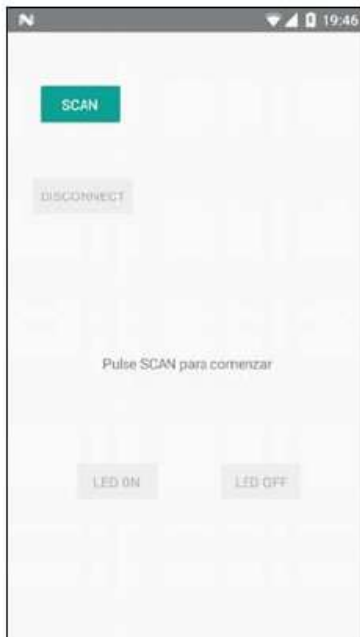 19:46
SCAN
DISCONNECT
Pulse SCAN para comenzar
LED ON
LED OFF